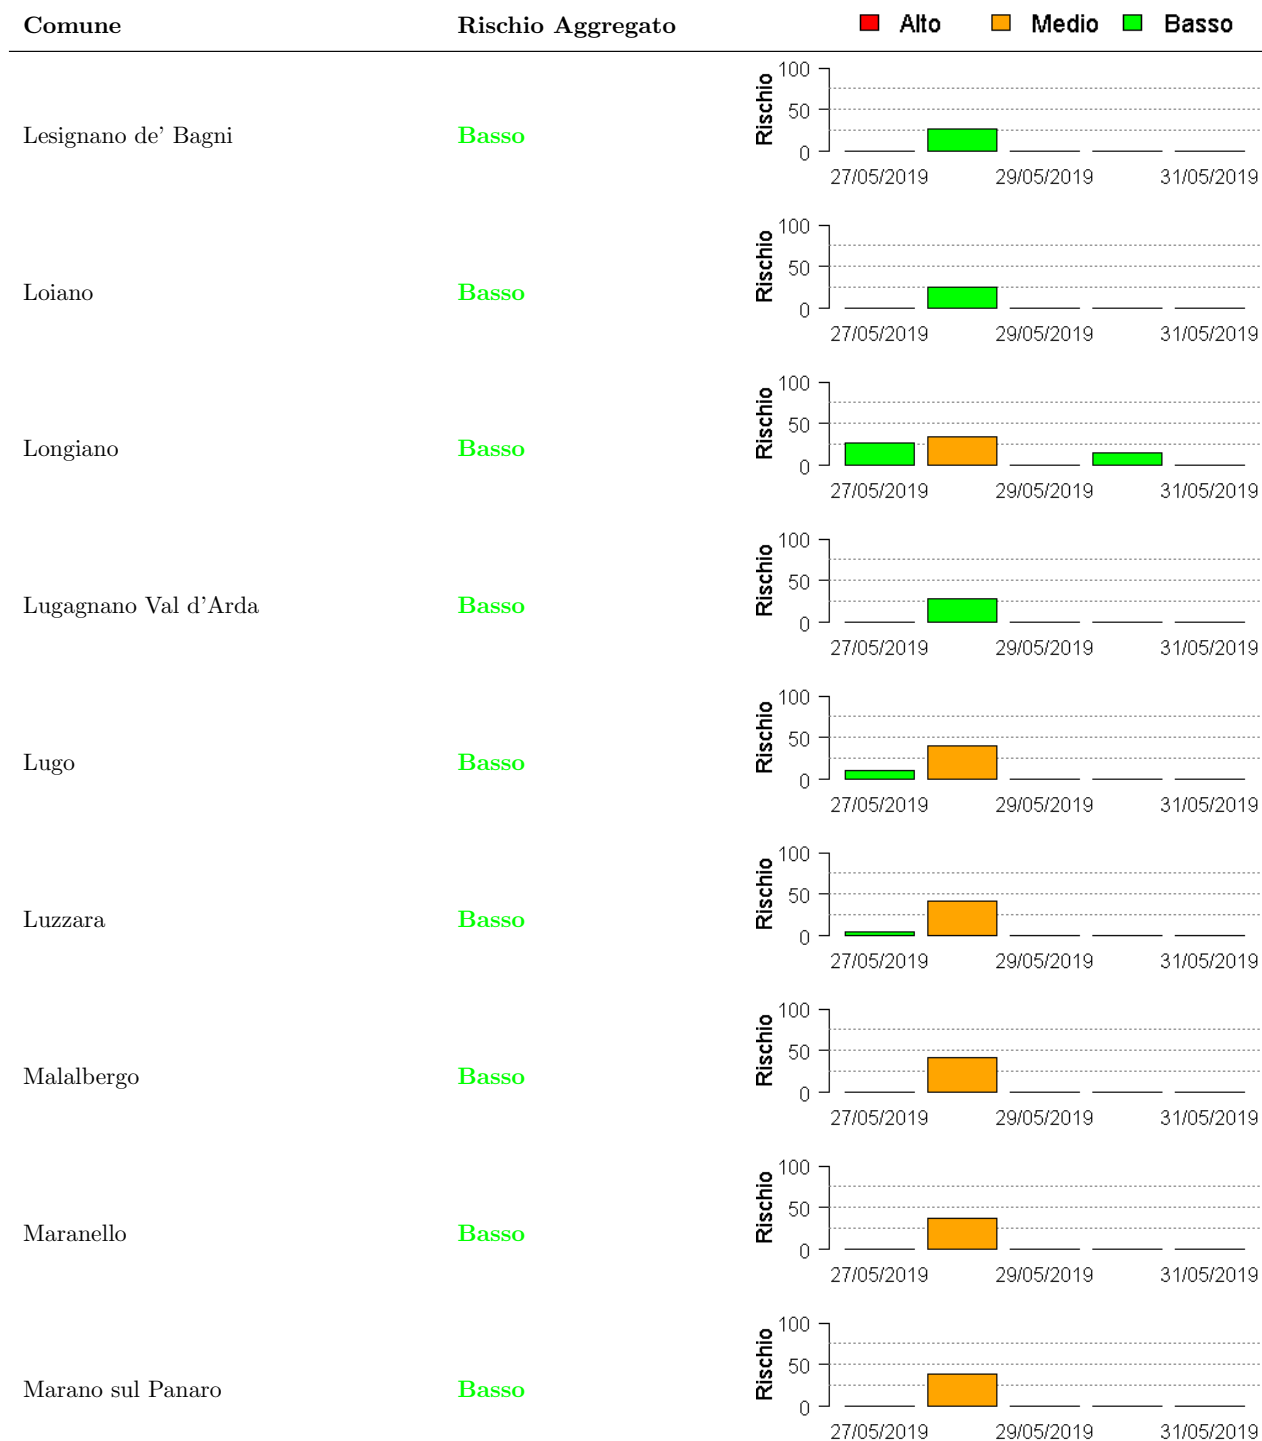 Comune Rischio Aggregato Alto Medio Basso
Lesignano de' Bagni Basso
Rischio
100
50
0
27/05/2019 29/05/2019 31/05/2019
Loiano Basso
Rischio
100
50
0
27/05/2019 29/05/2019 31/05/2019
Longiano Basso
Rischio
100
50
0
27/05/2019 29/05/2019 31/05/2019
Lugagnano Val d'Arda Basso
Rischio
100
50
0
27/05/2019 29/05/2019 31/05/2019
Lugo Basso
Rischio
100
50
0
27/05/2019 29/05/2019 31/05/2019
Luzzara Basso
Rischio
100
50
0
27/05/2019 29/05/2019 31/05/2019
Malalbergo Basso
Rischio
100
50
0
27/05/2019 29/05/2019 31/05/2019
Maranello Basso
Rischio
100
50
0
27/05/2019 29/05/2019 31/05/2019
Marano sul Panaro Basso
Rischio
100
50
0
27/05/2019 29/05/2019 31/05/2019